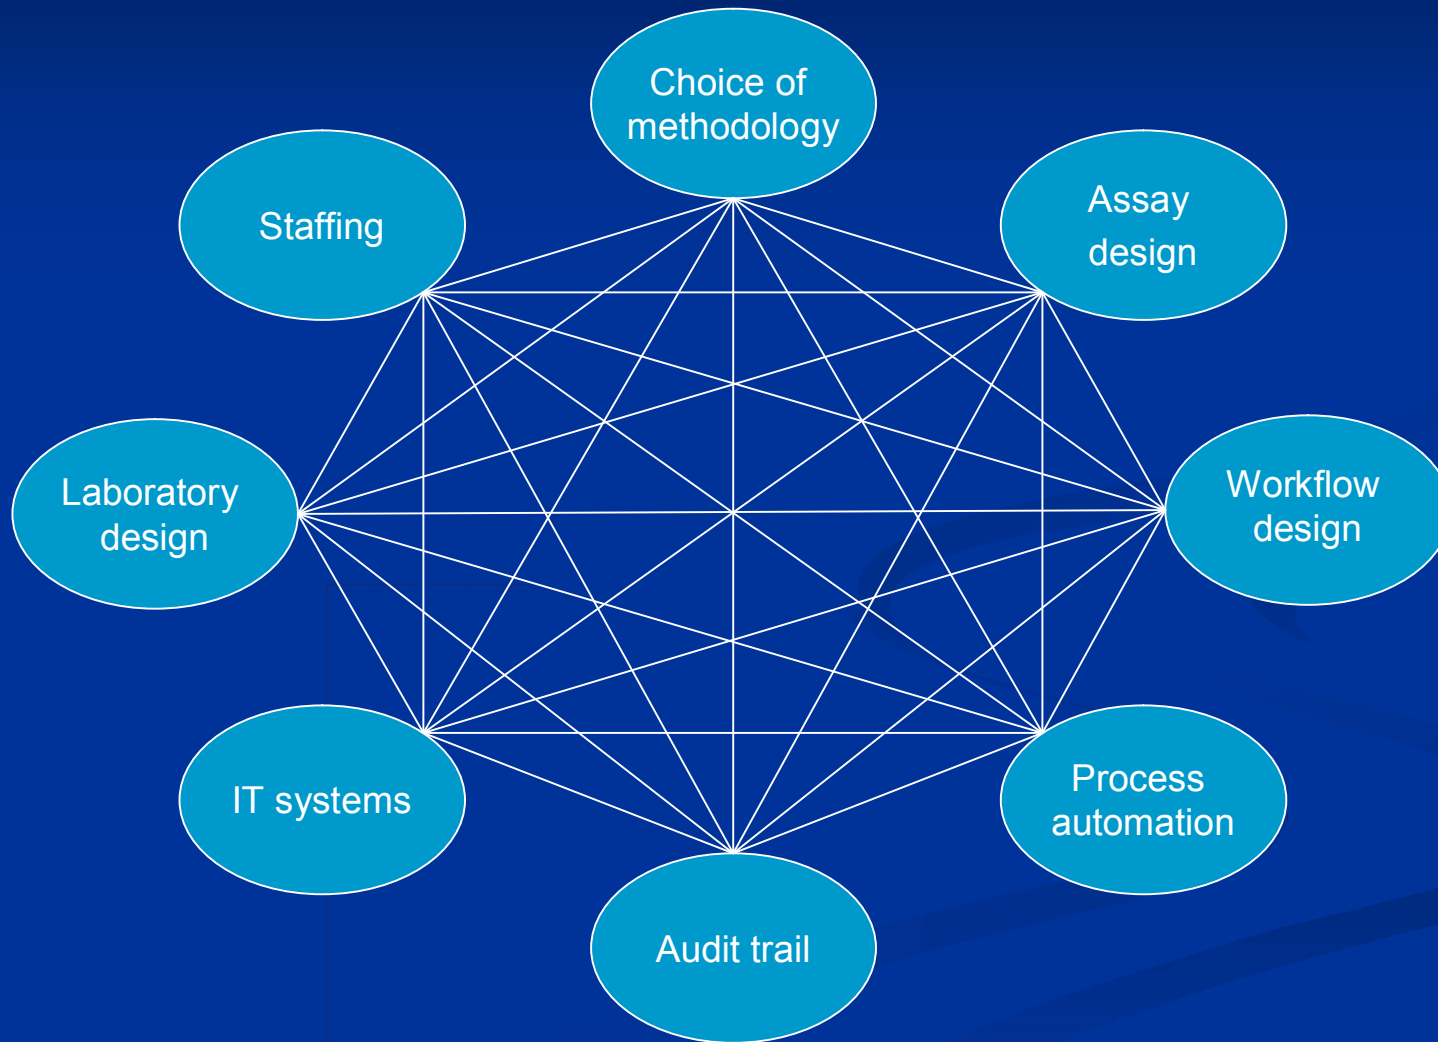 Choice of
methodology
Assay
design
Staffing
Workflow
design
Laboratory
design
Process
automation
IT systems
Audit trail